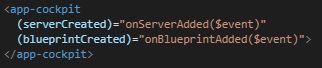 <app-cockpit
(serverCreated)="onServerAdded($event)"
(blueprintCreated)="onBlueprintAdded($event)">
</app-cockpit>